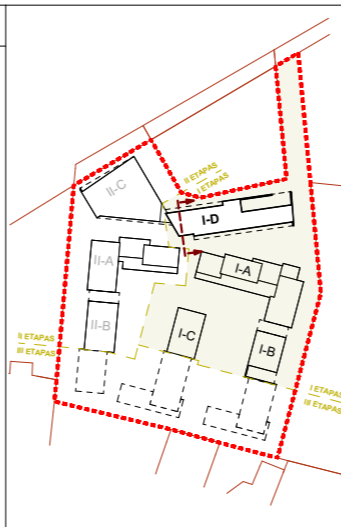 II-C
II ETAPAS
I ETAPAS
I-D
II-A
I-A
II-B
I-C
I-B
II ETAPAS
III ETAPAS
I ETAPAS
III ETAPAS